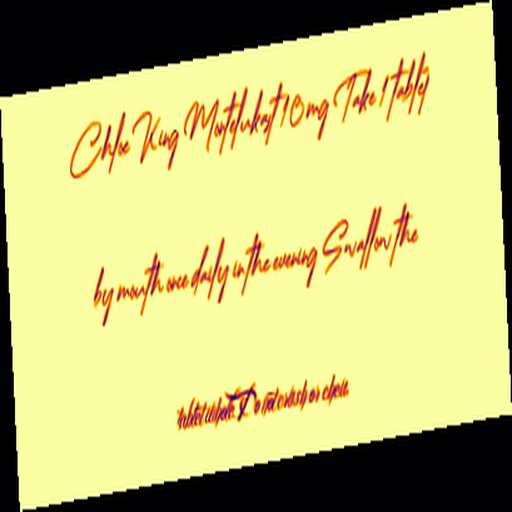 Chloe King Montelukast 10mg Take 1 tablet
by mouth once daily in the evening Swallow the
tablet whole Do not crush or chew